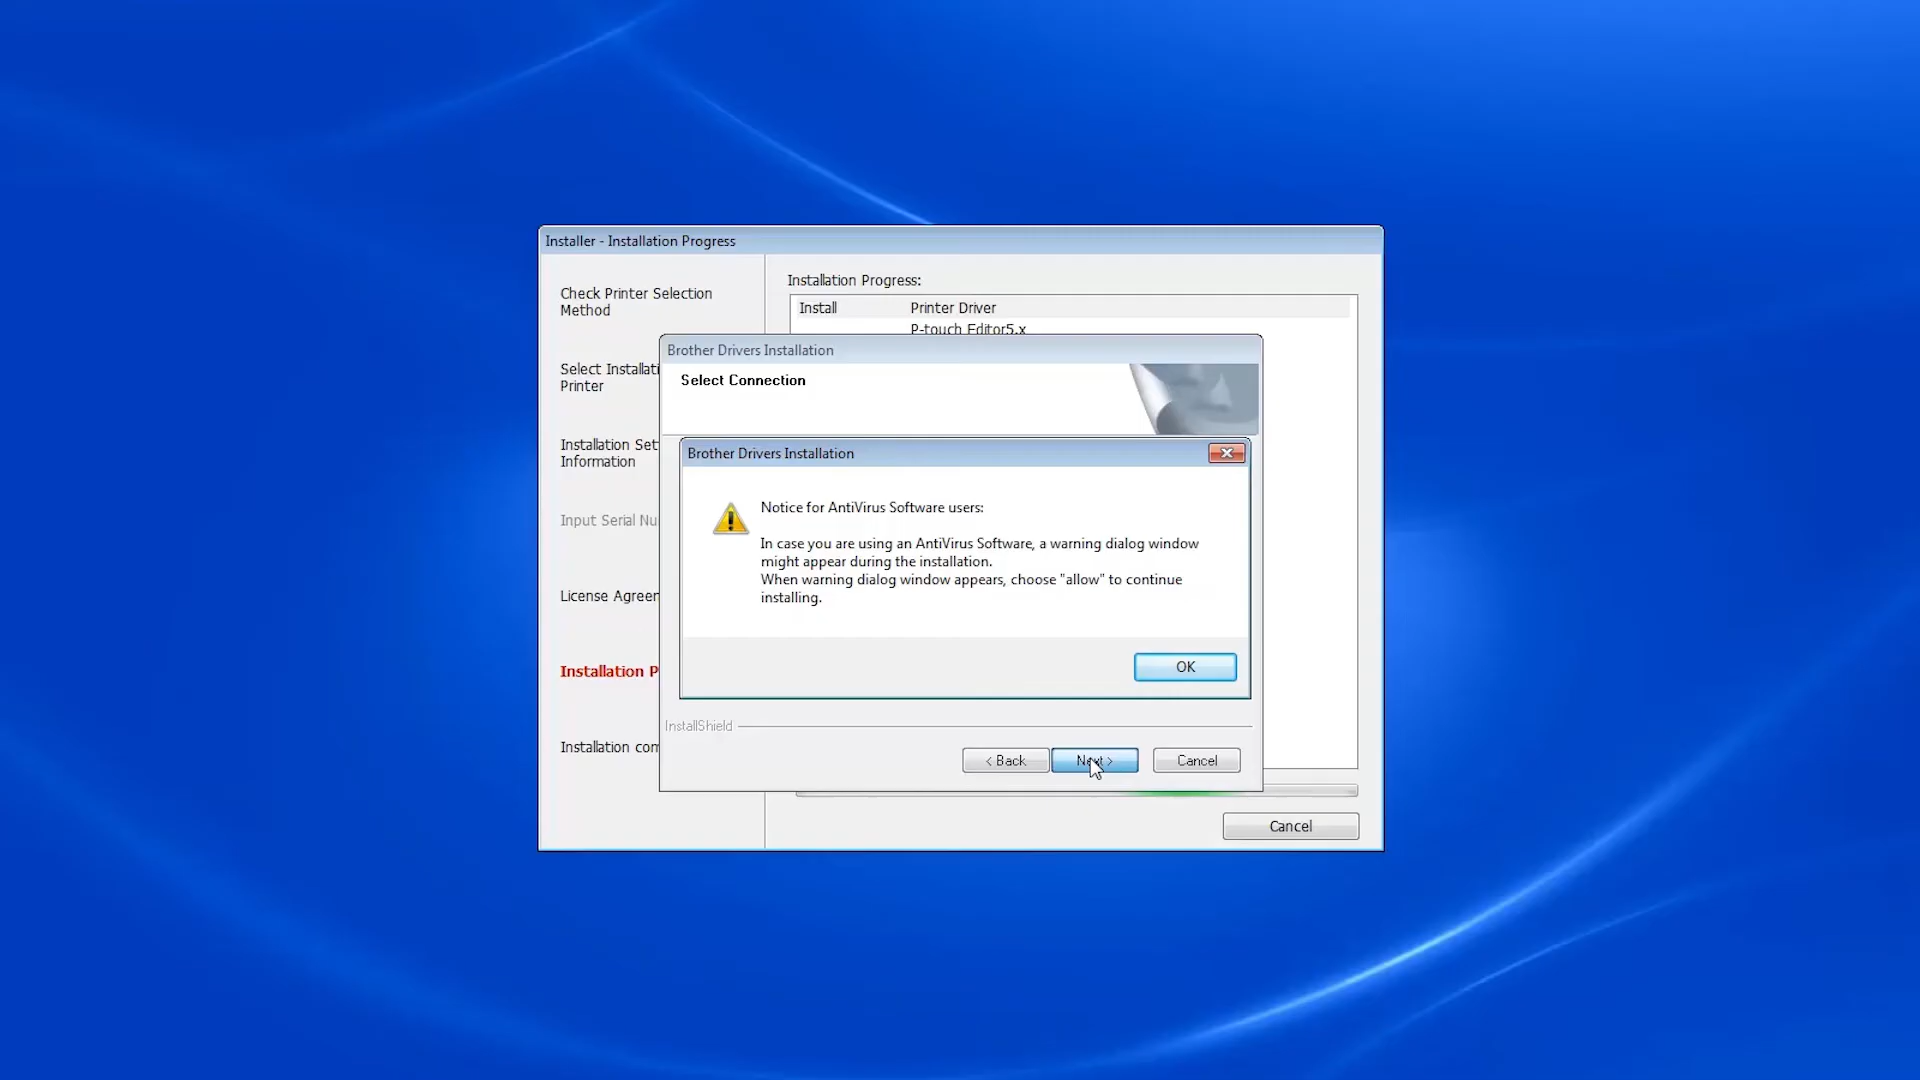 Installer - Installation Progress
Check Printer Selection
Method
Select Installati
Printer
Installation Set
Information
Input Serial Nu
License Agreen
Installation P
Installation com
Installation Progress:
Install Printer Driver
P-touch Editor5.x
Brother Drivers Installation
Select Connection
Brother Drivers Installation
Notice for AntiVirus Software users:
In case you are using an AntiVirus Software, a warning dialog window
might appear during the installation.
When warning dialog window appears, choose "allow" to continue
installing.
OK
InstallShield
< Back
Next >
Cancel
Cancel